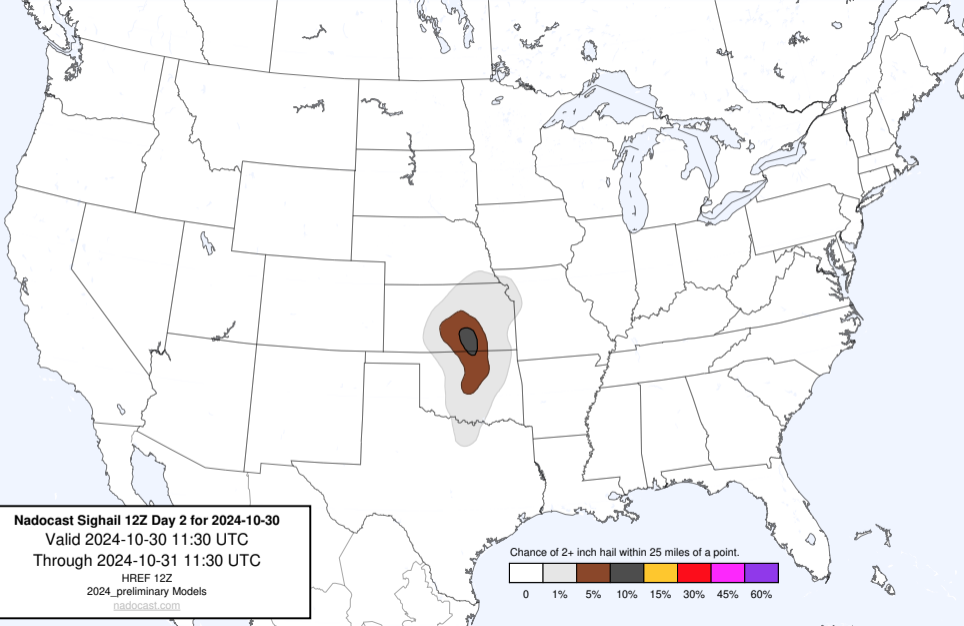 Nadocast Sighail 12Z Day 2 for 2024-10-30
Valid 2024-10-30 11:30 UTC
Through 2024-10-31 11:30 UTC
HREF 12Z
2024_preliminary Models
nadocast.com
Chance of 2+ inch hail within 25 miles of a point.
0 1% 5% 10% 15% 30% 45% 60%